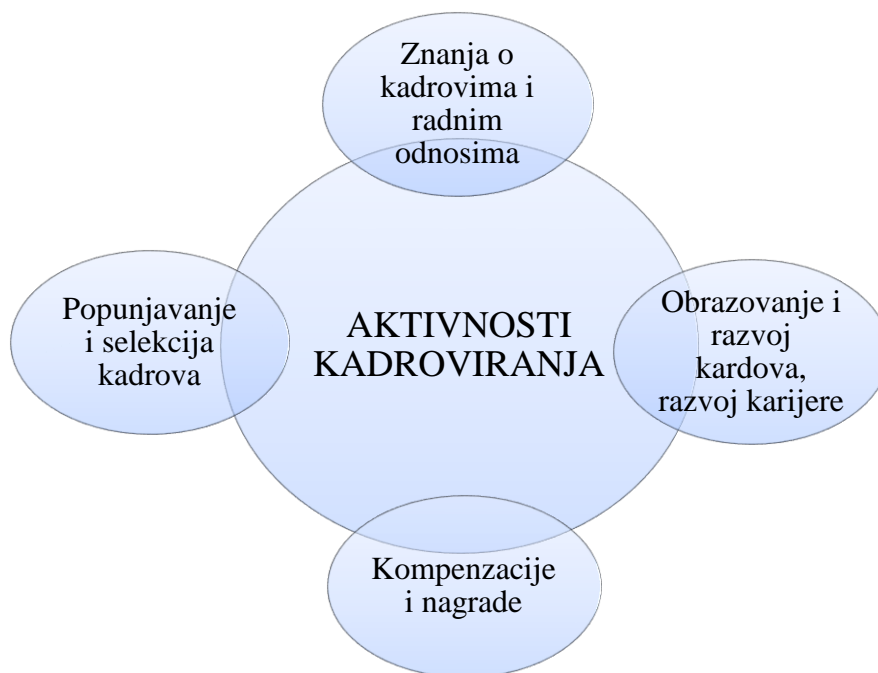 Znanja o
kadrovima i
radnim
odnosima
Popunjavanje
i selekcija
kadrova
AKTIVNOSTI
KADROVIRANJA
Obrazovanje i
razvoj
kardova,
razvoj karijere
Kompenzacije
i nagrade